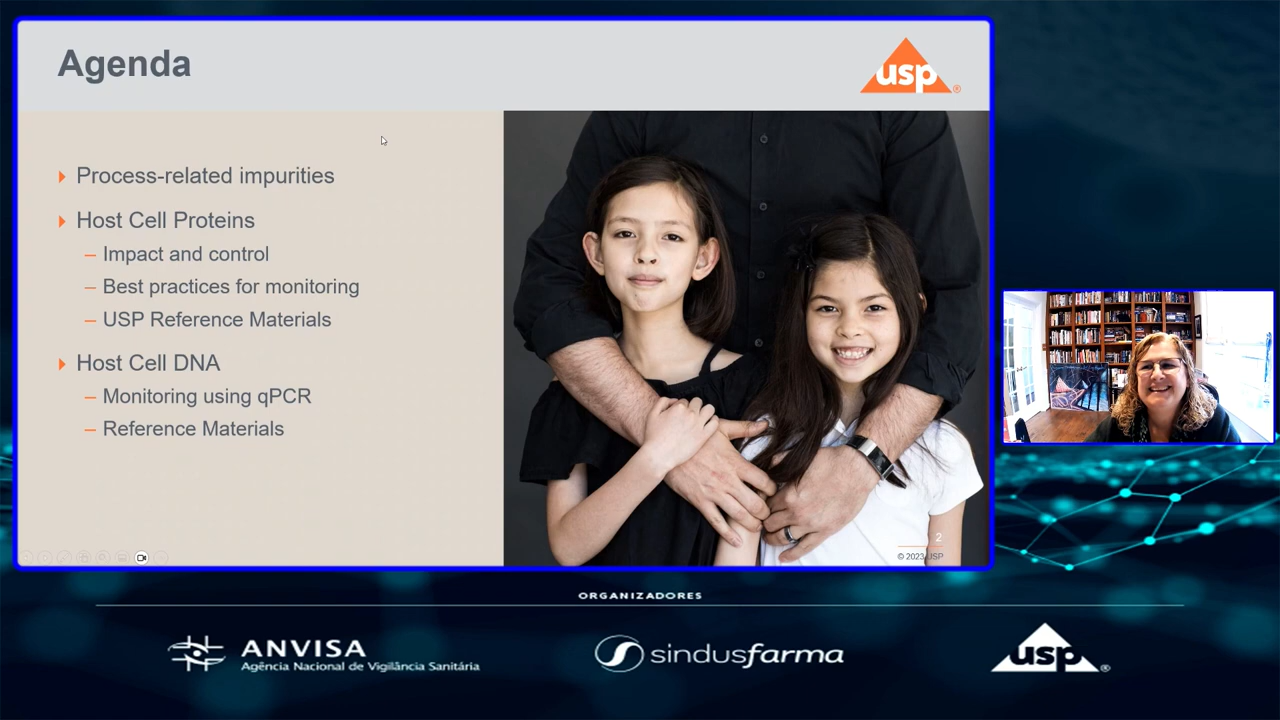 Agenda
usp
®
Process-related impurities
Host Cell Proteins
– Impact and control
– Best practices for monitoring
– USP Reference Materials
Host Cell DNA
– Monitoring using qPCR
– Reference Materials
2
© 2023 USP
ORGANIZADORES
ANVISA
Agência Nacional de Vigilância Sanitária
sindusfarma
usp
®